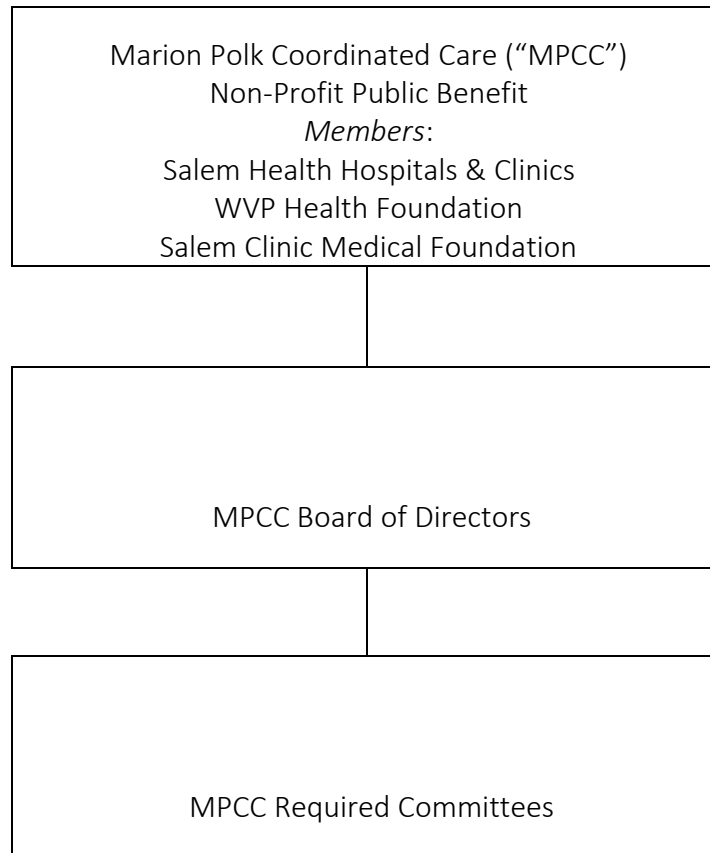 Marion Polk Coordinated Care (“MPCC”)
Non-Profit Public Benefit
Members:
Salem Health Hospitals & Clinics
WVP Health Foundation
Salem Clinic Medical Foundation
MPCC Board of Directors
MPCC Required Committees